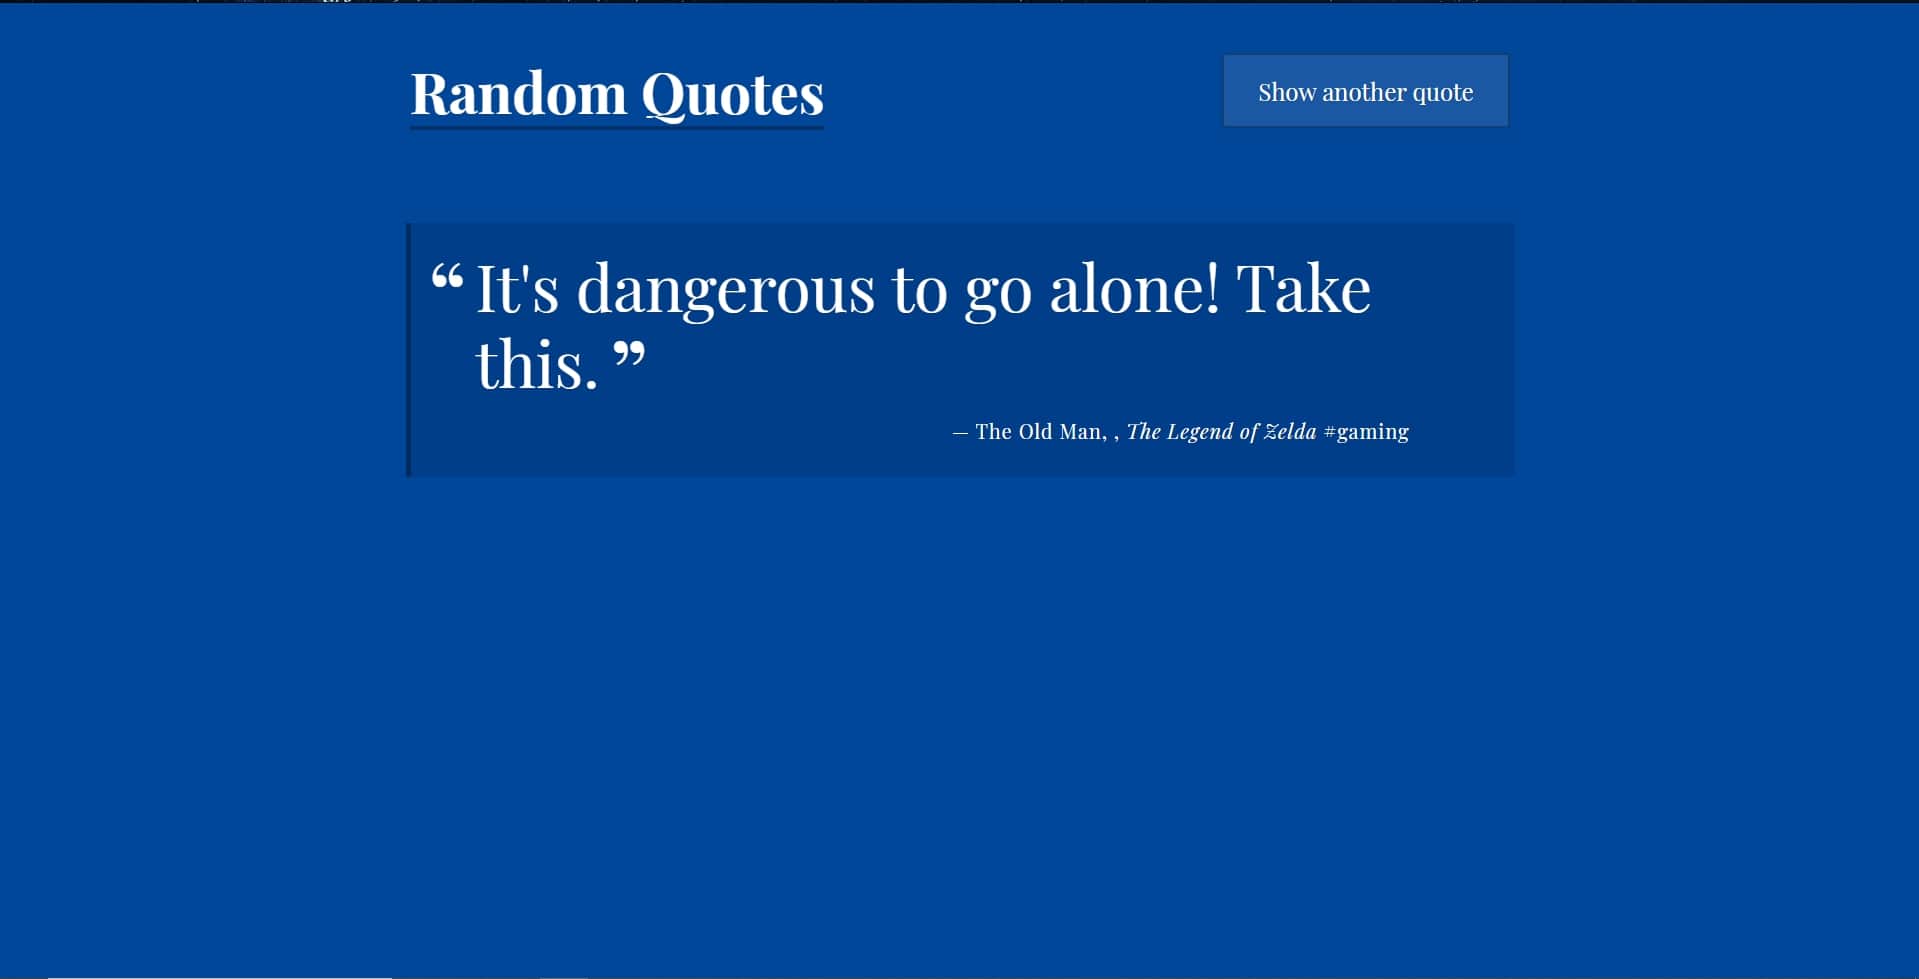 Random Quotes
Show another quote
“ It's dangerous to go alone! Take
this. ”
— The Old Man, , The Legend of Zelda #gaming